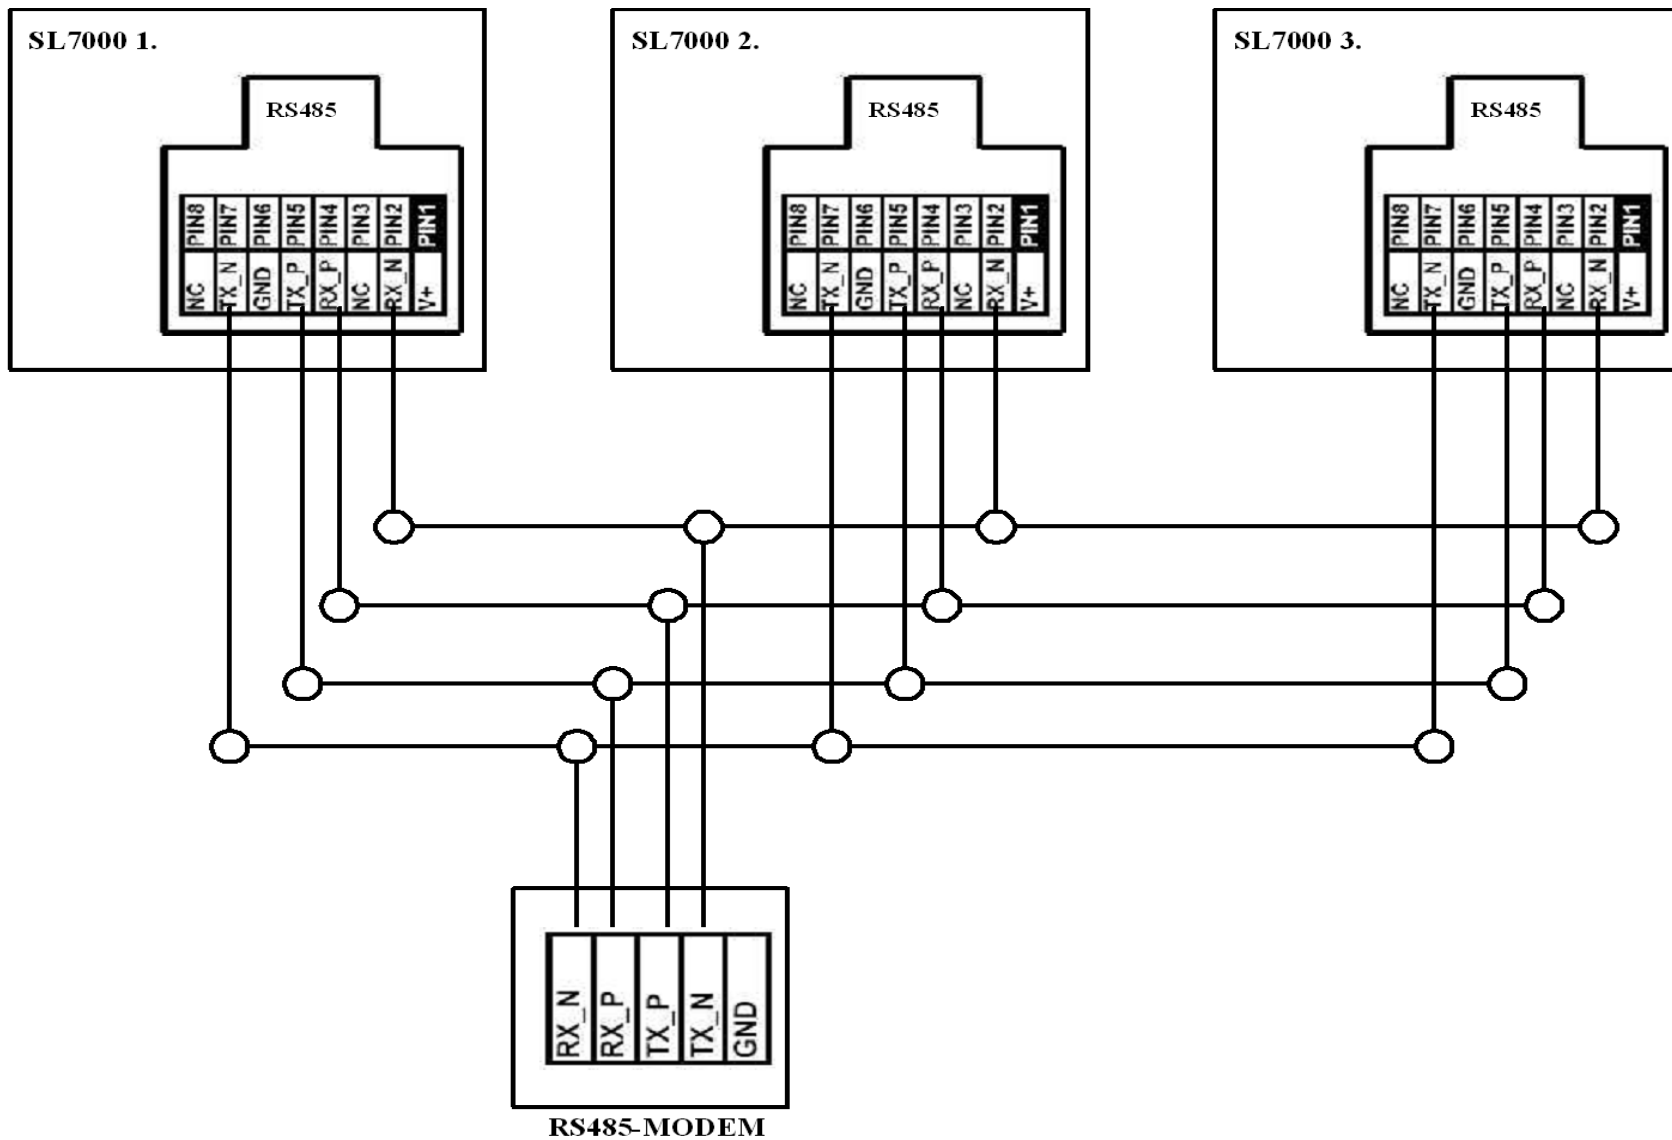 SL7000 1.
SL7000 2.
SL7000 3.
RS485
RS485
RS485
PIN8 PIN7 PIN6 PIN5 PIN4 PIN3 PIN2 PIN1
NC TX_N GND TX_P RX_P NC RX_N V+
PIN8 PIN7 PIN6 PIN5 PIN4 PIN3 PIN2 PIN1
NC TX_N GND TX_P RX_P NC RX_N V+
PIN8 PIN7 PIN6 PIN5 PIN4 PIN3 PIN2 PIN1
NC TX_N GND TX_P RX_P NC RX_N V+
RX_N RX_P TX_P TX_N GND
RS485-MODEM